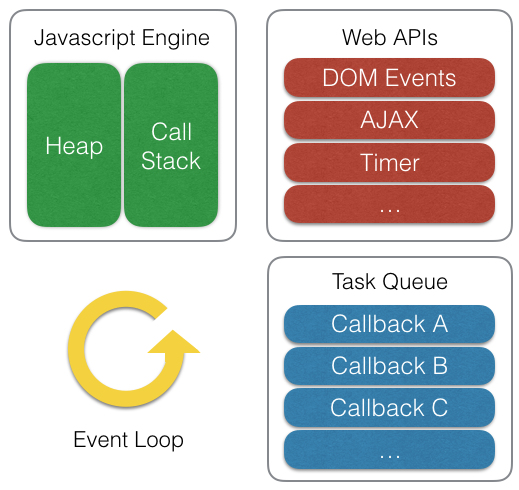 Javascript Engine
Heap
Call
Stack
Web APIs
DOM Events
AJAX
Timer
...
Event Loop
Task Queue
Callback A
Callback B
Callback C
...